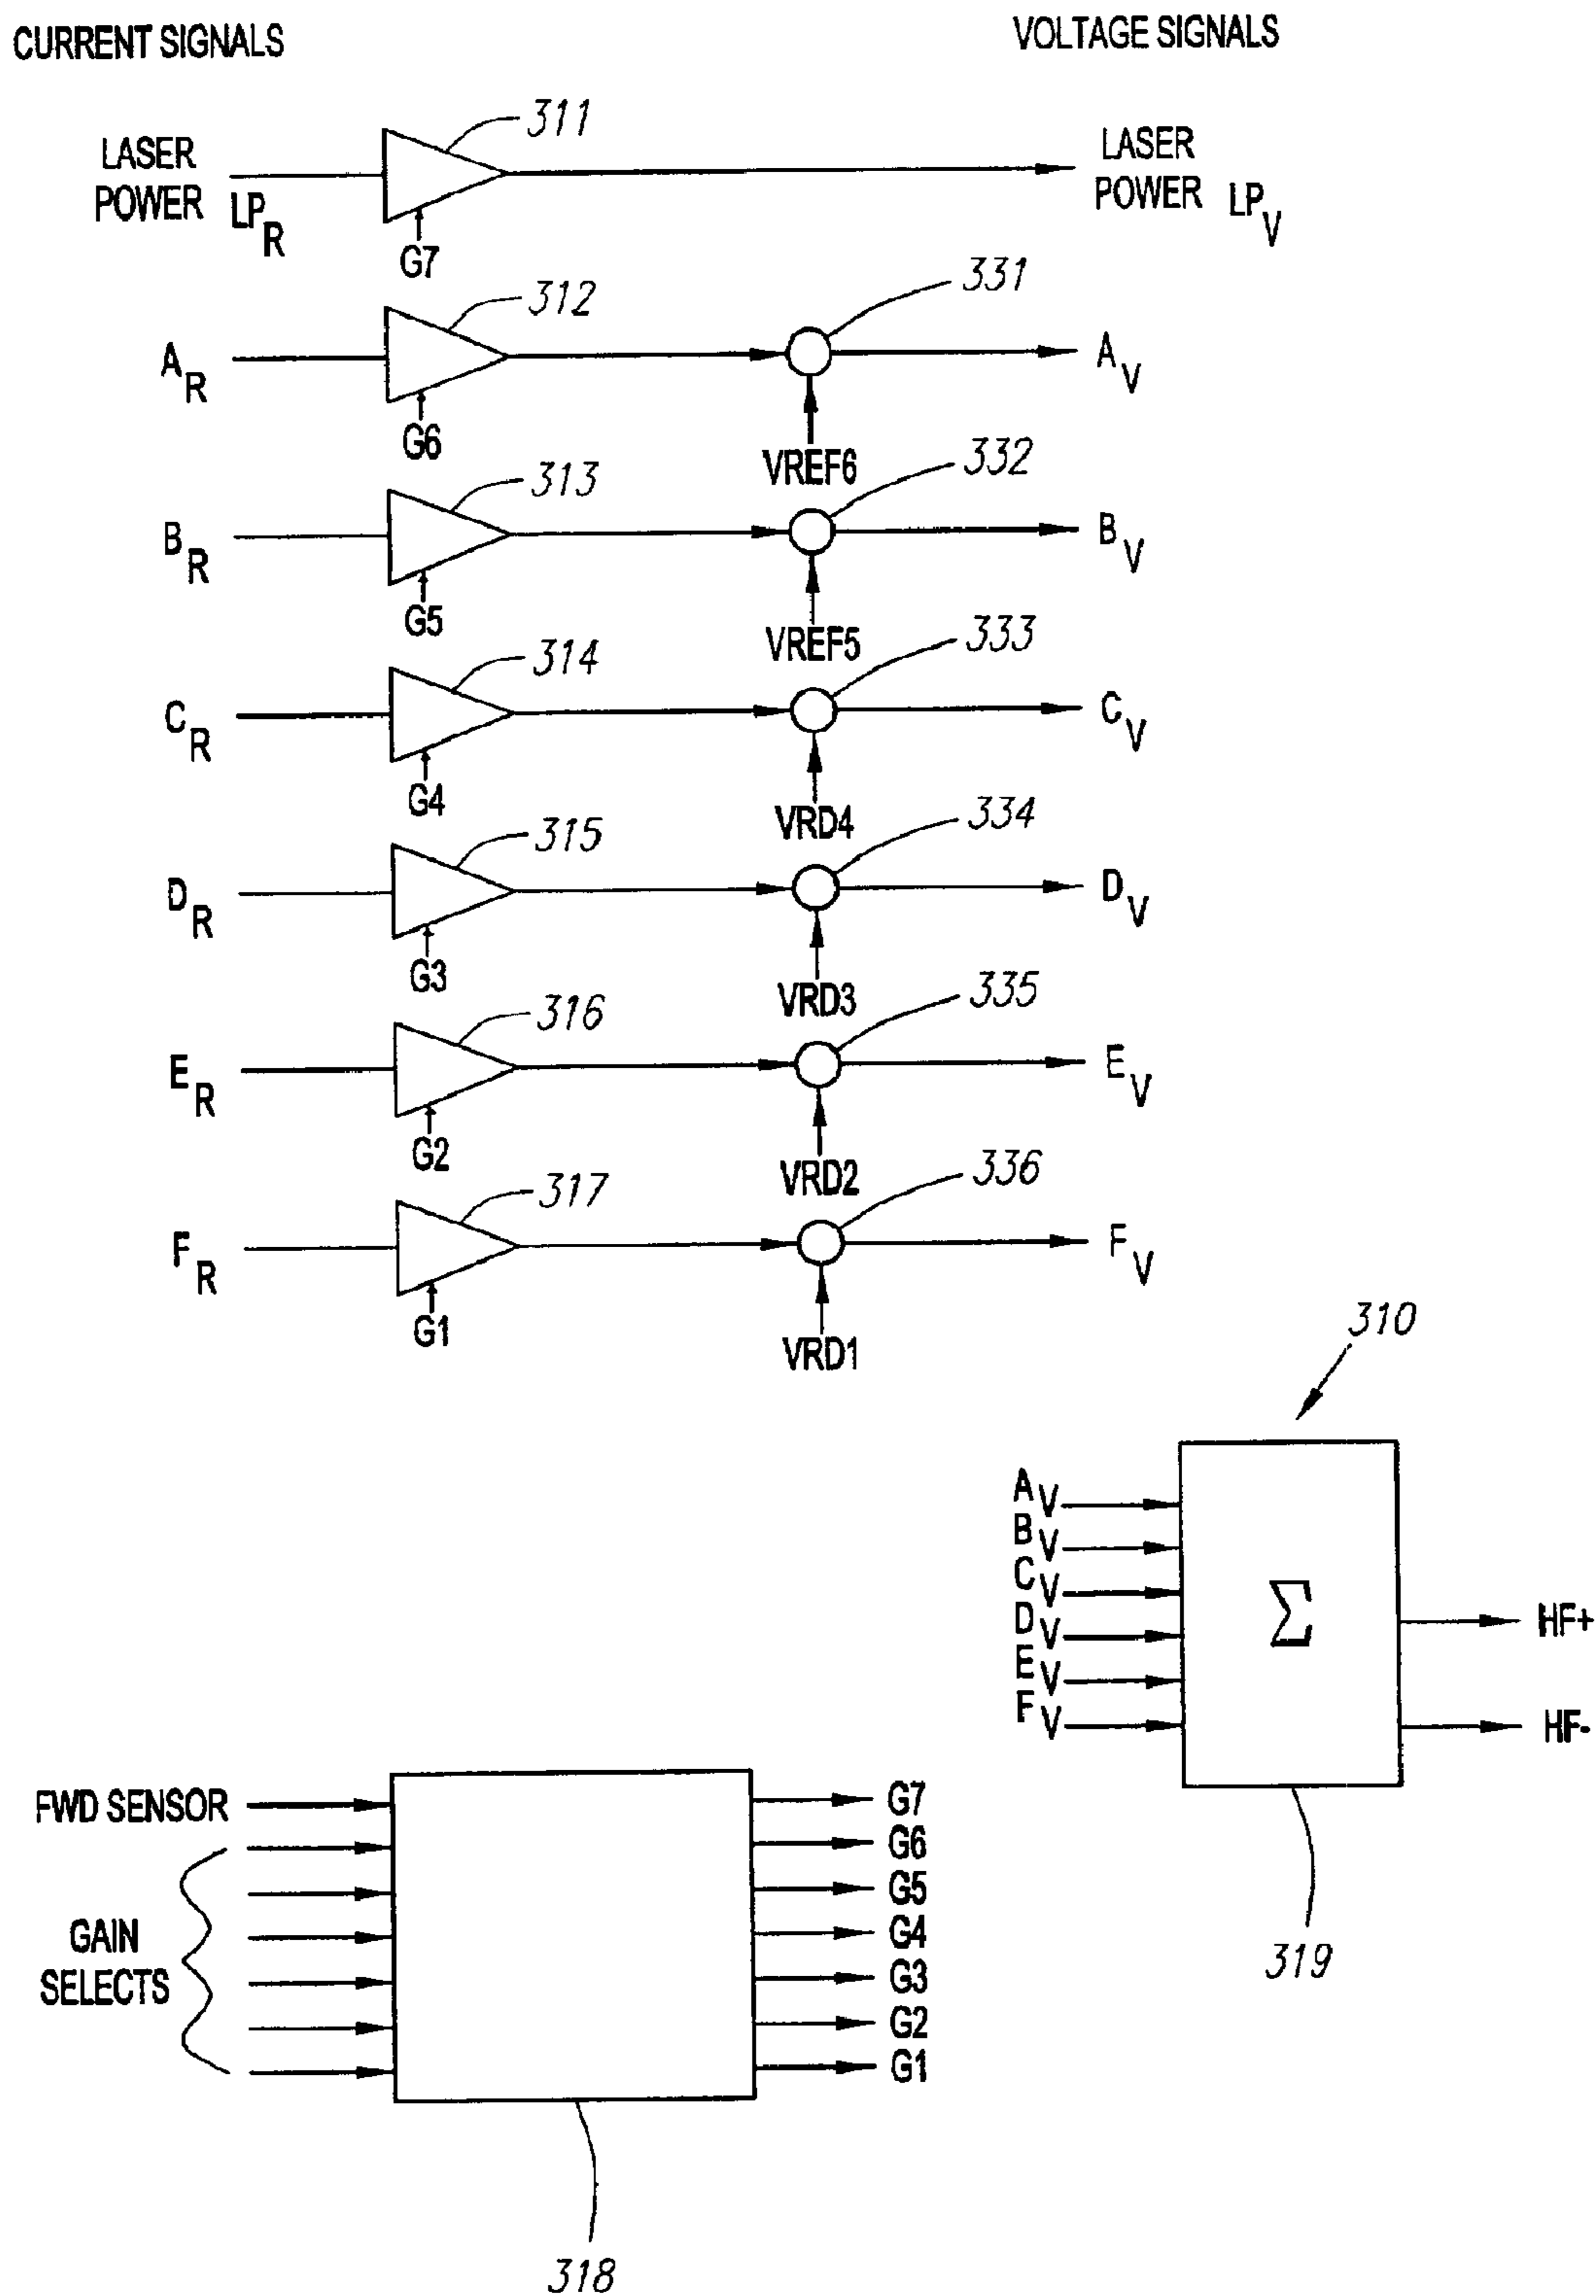 CURRENT SIGNALS VOLTAGE SIGNALS
311
LASER POWER LP_R LASER POWER LP_V
G7
312 331
A_R A_V
G6 VREF6
313 332
B_R B_V
G5 VREF5
314 333
C_R C_V
G4 VRD4
315 334
D_R D_V
G3 VRD3
316 335
E_R E_V
G2 VRD2
317 336
F_R F_V
G1 VRD1
310
A_V
B_V
C_V
D_V
E_V
F_V
Σ
HF+
HF-
319
FWD SENSOR
GAIN
SELECTS
G7
G6
G5
G4
G3
G2
G1
318